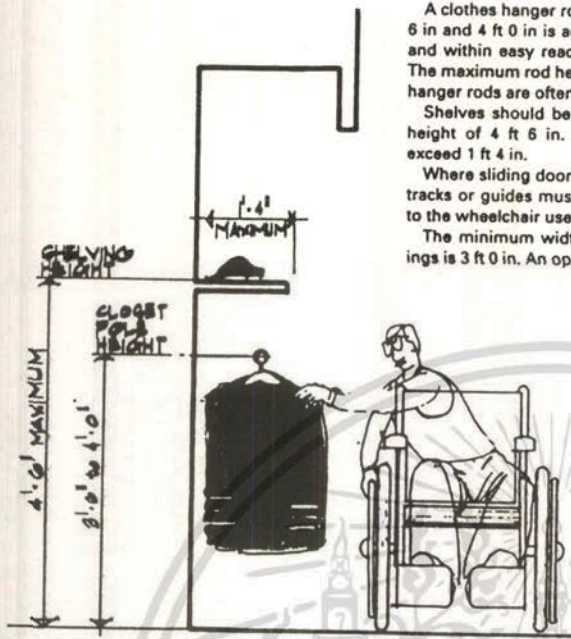 A clothes hanger ro
6 in and 4 ft 0 in is a
and within easy reac
The maximum rod he
hanger rods are often
Shelves should be
height of 4 ft 6 in.
exceed 1 ft 4 in.
Where sliding door
tracks or guides mus
to the wheelchair use
The minimum widt
ings is 3 ft 0 in. An op
1'·4"
MAXIMUM
SHELVING
HEIGHT
CLOSET
POLE
HEIGHT
4'·6" MAXIMUM
3'·6" to 4'·0"